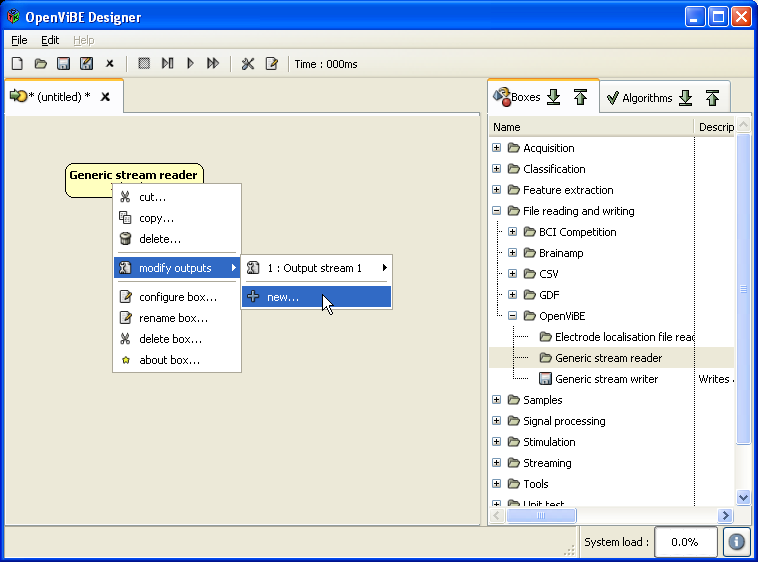 OpenViBE Designer
File Edit Help
Time : 000ms
* (untitled) *
Boxes
Algorithms
Name
Descrip
Generic stream reader
cut...
copy...
delete...
modify outputs
configure box...
rename box...
delete box...
about box...
1 : Output stream 1
new...
Acquisition
Classification
Feature extraction
File reading and writing
BCI Competition
Brainamp
CSV
GDF
OpenViBE
Electrode localisation file read
Generic stream reader
Generic stream writer
Writes
Samples
Signal processing
Stimulation
Streaming
Tools
Unit test
System load :
0.0%